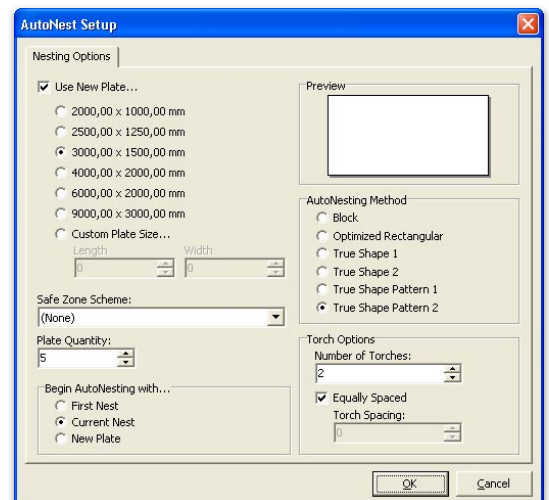 AutoNest Setup
Nesting Options
Use New Plate...
2000,00 x 1000,00 mm
2500,00 x 1250,00 mm
3000,00 x 1500,00 mm
4000,00 x 2000,00 mm
6000,00 x 2000,00 mm
9000,00 x 3000,00 mm
Custom Plate Size...
Length Width
0 0
Safe Zone Scheme:
(None)
Plate Quantity:
5
Begin AutoNesting with...
First Nest
Current Nest
New Plate
Preview
AutoNesting Method
Block
Optimized Rectangular
True Shape 1
True Shape 2
True Shape Pattern 1
True Shape Pattern 2
Torch Options
Number of Torches:
2
Equally Spaced
Torch Spacing:
0
OK Cancel